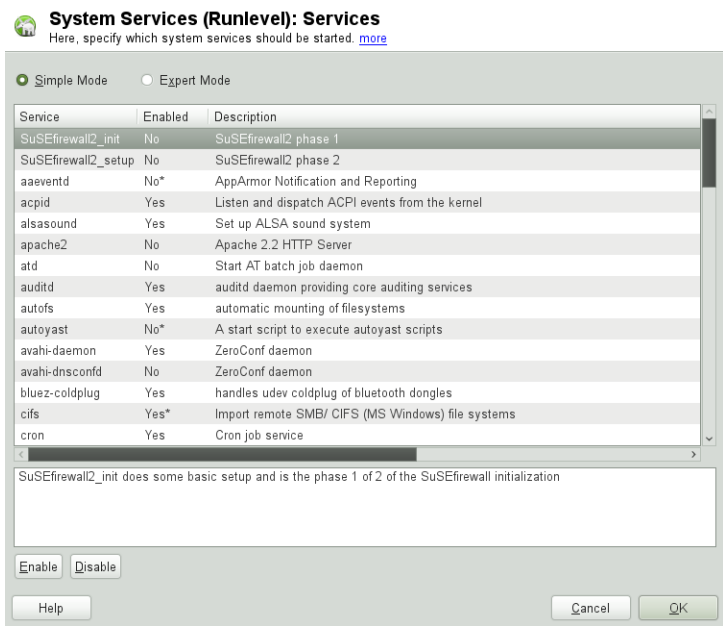 System Services (Runlevel): Services
Here, specify which system services should be started. more
Simple Mode Expert Mode
Service Enabled Description
SuSEfirewall2_init No SuSEfirewall2 phase 1
SuSEfirewall2_setup No SuSEfirewall2 phase 2
aaeventd No* AppArmor Notification and Reporting
acpid Yes Listen and dispatch ACPI events from the kernel
alsasound Yes Set up ALSA sound system
apache2 No Apache 2.2 HTTP Server
atd No Start AT batch job daemon
auditd Yes auditd daemon providing core auditing services
autofs Yes automatic mounting of filesystems
autoyast No* A start script to execute autoyast scripts
avahi-daemon Yes ZeroConf daemon
avahi-dnsconfd No ZeroConf daemon
bluez-coldplug Yes handles udev coldplug of bluetooth dongles
cifs Yes* Import remote SMB/ CIFS (MS Windows) file systems
cron Yes Cron job service
SuSEfirewall2_init does some basic setup and is the phase 1 of 2 of the SuSEfirewall initialization
Enable Disable
Help Cancel OK